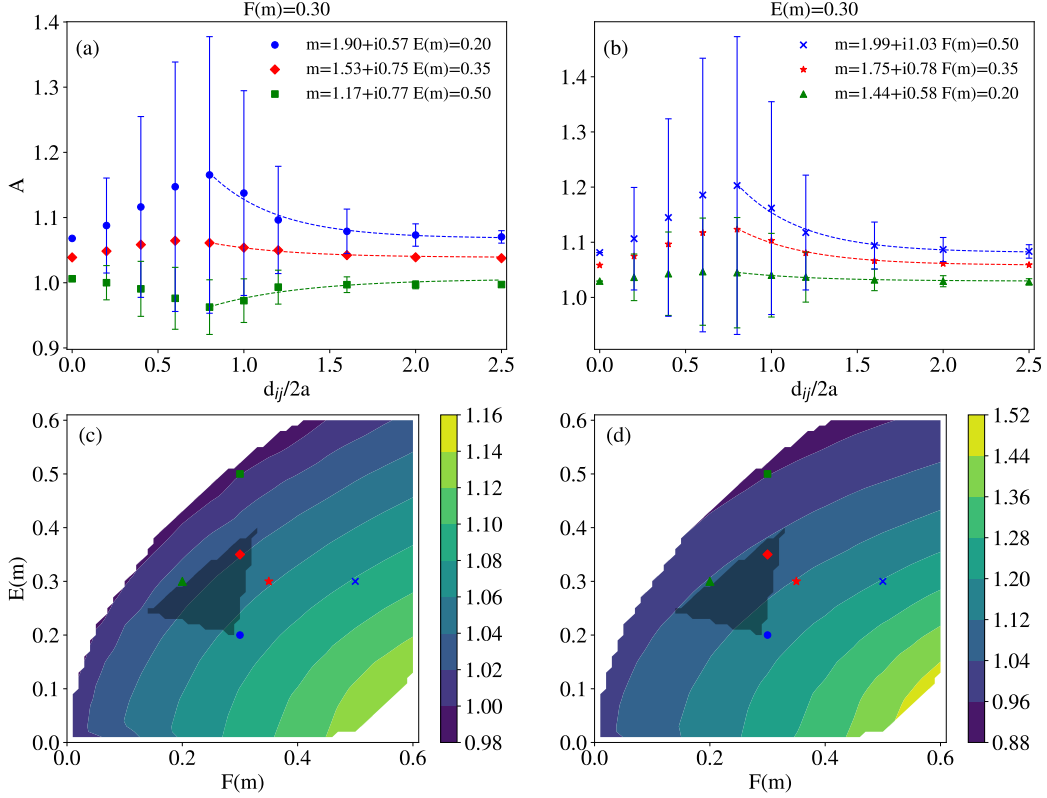 F(m)=0.30
E(m)=0.30
(a)
m=1.90+i0.57 E(m)=0.20
m=1.53+i0.75 E(m)=0.35
m=1.17+i0.77 E(m)=0.50
A
1.4
1.3
1.2
1.1
1.0
0.9
0.0 0.5 1.0 1.5 2.0 2.5
d_{ij}/2a
(b)
m=1.99+i1.03 F(m)=0.50
m=1.75+i0.78 F(m)=0.35
m=1.44+i0.58 F(m)=0.20
1.4
1.3
1.2
1.1
1.0
0.0 0.5 1.0 1.5 2.0 2.5
d_{ij}/2a
(c)
E(m)
0.6
0.5
0.4
0.3
0.2
0.1
0.0
0.0 0.2 0.4 0.6
F(m)
1.16
1.14
1.12
1.10
1.08
1.06
1.04
1.02
1.00
0.98
(d)
0.6
0.5
0.4
0.3
0.2
0.1
0.0
0.0 0.2 0.4 0.6
F(m)
1.52
1.44
1.36
1.28
1.20
1.12
1.04
0.96
0.88